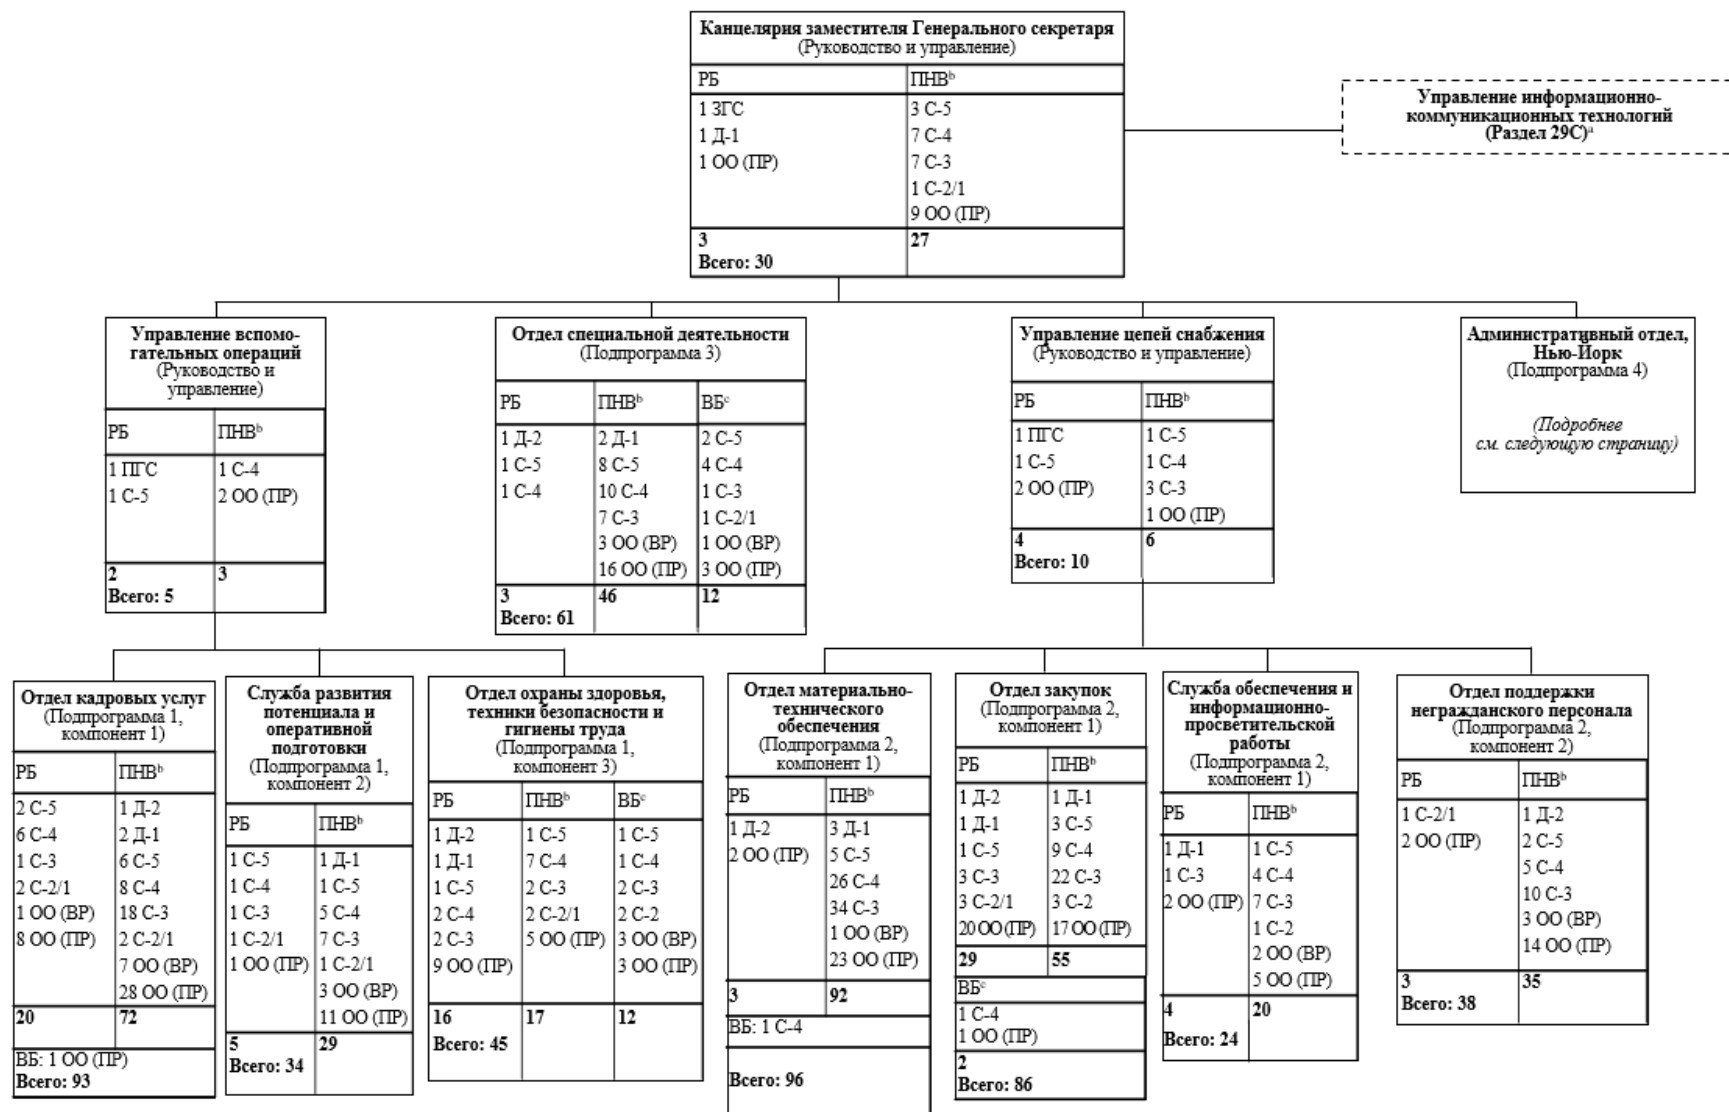 Канцелярия заместителя Генерального секретаря
(Руководство и управление)
РБ ПНВᵇ
1 ЗГС 3 С-5
1 Д-1 7 С-4
1 ОО (ПР) 7 С-3
1 С-2/1
9 ОО (ПР)
3 27
Всего: 30
Управление информационно-
коммуникационных технологий
(Раздел 29C)ᵃ
Управление вспомо-
гательных операций
(Руководство и
управление)
РБ ПНВᵇ
1 ПГС 1 С-4
1 С-5 2 ОО (ПР)
2 3
Всего: 5
Отдел специальной деятельности
(Подпрограмма 3)
РБ ПНВᵇ ВБᶜ
1 Д-2 2 Д-1 2 С-5
1 С-5 8 С-5 4 С-4
1 С-4 10 С-4 1 С-3
7 С-3 1 С-2/1
3 ОО (ВР) 1 ОО (ВР)
16 ОО (ПР) 3 ОО (ПР)
3 46 12
Всего: 61
Управление цепей снабжения
(Руководство и управление)
РБ ПНВᵇ
1 ПГС 1 С-5
1 С-5 1 С-4
2 ОО (ПР) 3 С-3
1 ОО (ПР)
4 6
Всего: 10
Административный отдел,
Нью-Йорк
(Подпрограмма 4)
(Подробнее
см. следующую страницу)
Отдел кадровых услуг
(Подпрограмма 1,
компонент 1)
РБ ПНВᵇ
2 С-5 1 Д-2
6 С-4 2 Д-1
1 С-3 6 С-5
2 С-2/1 8 С-4
1 ОО (ВР) 18 С-3
8 ОО (ПР) 2 С-2/1
7 ОО (ВР)
28 ОО (ПР)
20 72
ВБ: 1 ОО (ПР)
Всего: 93
Служба развития
потенциала и
оперативной
подготовки
(Подпрограмма 1,
компонент 2)
РБ ПНВᵇ
1 С-5 1 Д-1
1 С-4 1 С-5
1 С-3 5 С-4
1 С-2/1 7 С-3
1 ОО (ПР) 1 С-2/1
3 ОО (ВР)
11 ОО (ПР)
5 29
Всего: 34
Отдел охраны здоровья,
техники безопасности и
гигиены труда
(Подпрограмма 1,
компонент 3)
РБ ПНВᵇ ВБᶜ
1 Д-2 1 С-5 1 С-5
1 Д-1 7 С-4 1 С-4
1 С-5 2 С-3 2 С-3
2 С-4 2 С-2/1 2 С-2
2 С-3 5 ОО (ПР) 3 ОО (ВР)
9 ОО (ПР) 3 ОО (ПР)
16 17 12
Всего: 45
Отдел материально-
технического
обеспечения
(Подпрограмма 2,
компонент 1)
РБ ПНВᵇ
1 Д-2 3 Д-1
2 ОО (ПР) 5 С-5
26 С-4
34 С-3
1 ОО (ВР)
23 ОО (ПР)
3 92
ВБ: 1 С-4
Всего: 96
Отдел закупок
(Подпрограмма 2,
компонент 1)
РБ ПНВᵇ
1 Д-2 1 Д-1
1 Д-1 3 С-5
1 С-5 9 С-4
3 С-3 22 С-3
3 С-2/1 3 С-2
20 ОО (ПР) 17 ОО (ПР)
29 55
ВБᶜ
1 С-4
1 ОО (ПР)
2
Всего: 86
Служба обеспечения и
информационно-
просветительской
работы
(Подпрограмма 2,
компонент 1)
РБ ПНВᵇ
1 Д-1 1 С-5
1 С-3 4 С-4
2 ОО (ПР) 7 С-3
1 С-2
2 ОО (ВР)
5 ОО (ПР)
4 20
Всего: 24
Отдел поддержки
негражданского персонала
(Подпрограмма 2,
компонент 2)
РБ ПНВᵇ
1 С-2/1 1 Д-2
2 ОО (ПР) 2 С-5
5 С-4
10 С-3
3 ОО (ВР)
14 ОО (ПР)
3 35
Всего: 38